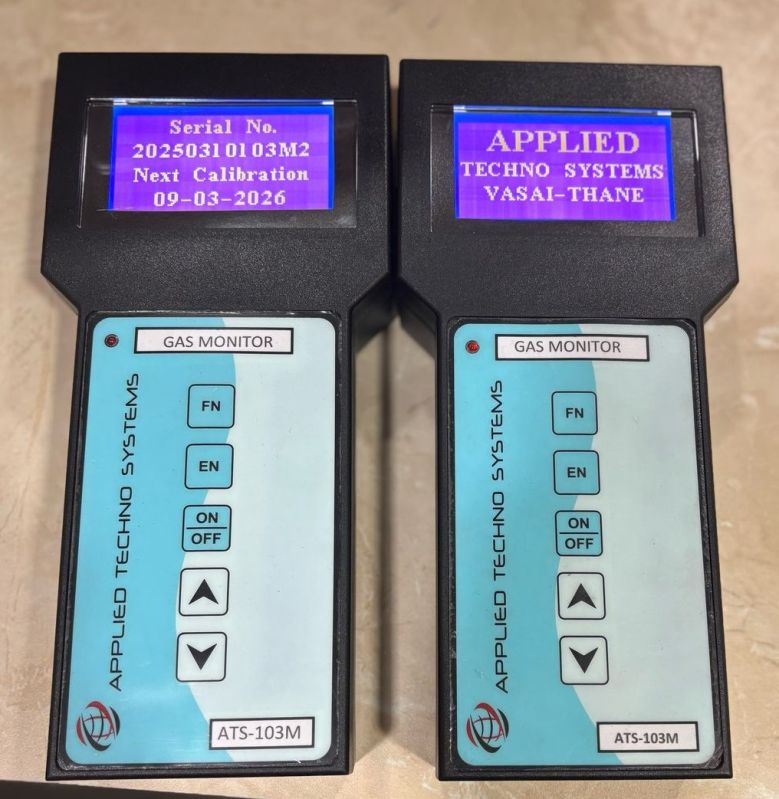 Serial No.
20250310103M2
Next Calibration
09-03-2026
GAS MONITOR
FN
EN
ON
OFF
APPLIED TECHNO SYSTEMS
ATS-103M
APPLIED
TECHNO SYSTEMS
VASAI-THANE
GAS MONITOR
FN
EN
ON
OFF
APPLIED TECHNO SYSTEMS
ATS-103M